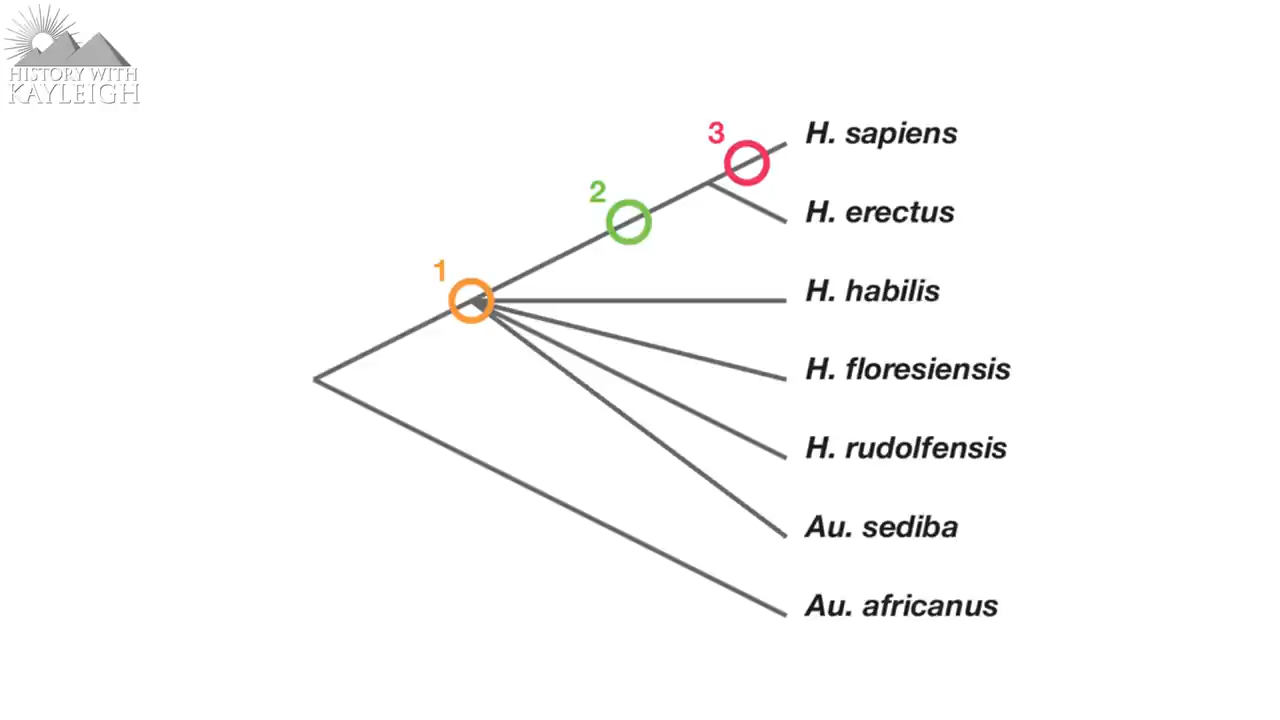 HISTORY WITH
KAYLEIGH
3
H. sapiens
2
H. erectus
1
H. habilis
H. floresiensis
H. rudolfensis
Au. sediba
Au. africanus